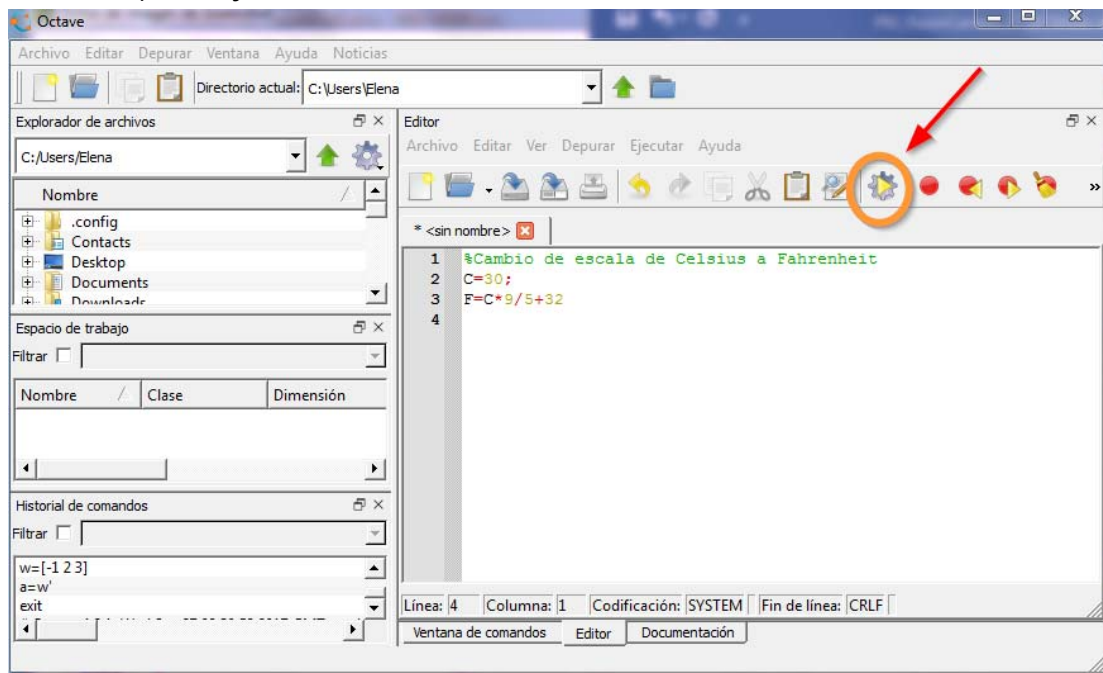 Octave
Archivo Editar Depurar Ventana Ayuda Noticias
Directorio actual: C:\Users\Elena
Explorador de archivos
C:/Users/Elena
Nombre
.config
Contacts
Desktop
Documents
Downloads
Espacio de trabajo
Filtrar
Nombre Clase Dimensión
Historial de comandos
Filtrar
w=[-1 2 3]
a=w'
exit
Editor
Archivo Editar Ver Depurar Ejecutar Ayuda
* <sin nombre>
1 %Cambio de escala de Celsius a Fahrenheit
2 C=30;
3 F=C*9/5+32
4
Línea: 4 Columna: 1 Codificación: SYSTEM Fin de línea: CRLF
Ventana de comandos Editor Documentación